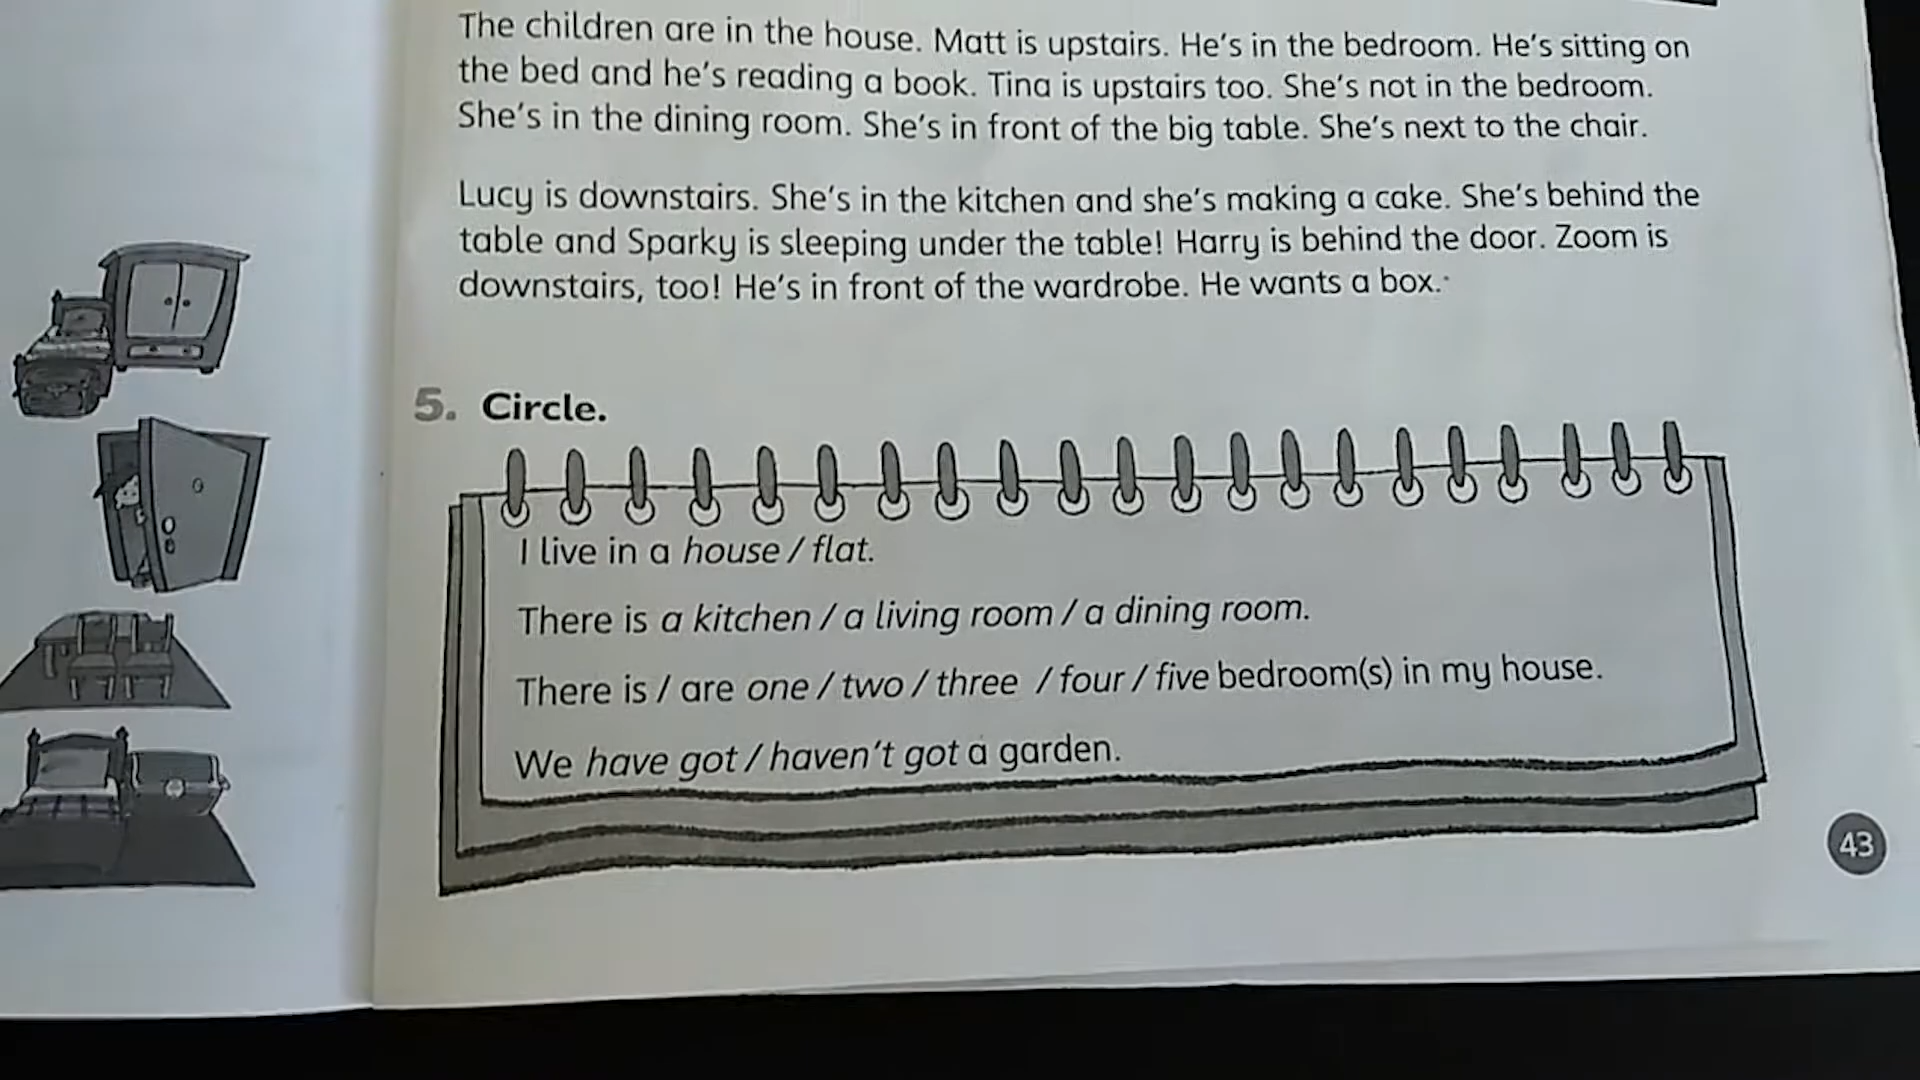 The children are in the house. Matt is upstairs. He's in the bedroom. He's sitting on
the bed and he's reading a book. Tina is upstairs too. She's not in the bedroom.
She's in the dining room. She's in front of the big table. She's next to the chair.
Lucy is downstairs. She's in the kitchen and she's making a cake. She's behind the
table and Sparky is sleeping under the table! Harry is behind the door. Zoom is
downstairs, too! He's in front of the wardrobe. He wants a box.
5. Circle.
I live in a house / flat.
There is a kitchen / a living room / a dining room.
There is / are one / two / three / four / five bedroom(s) in my house.
We have got / haven't got a garden.
43